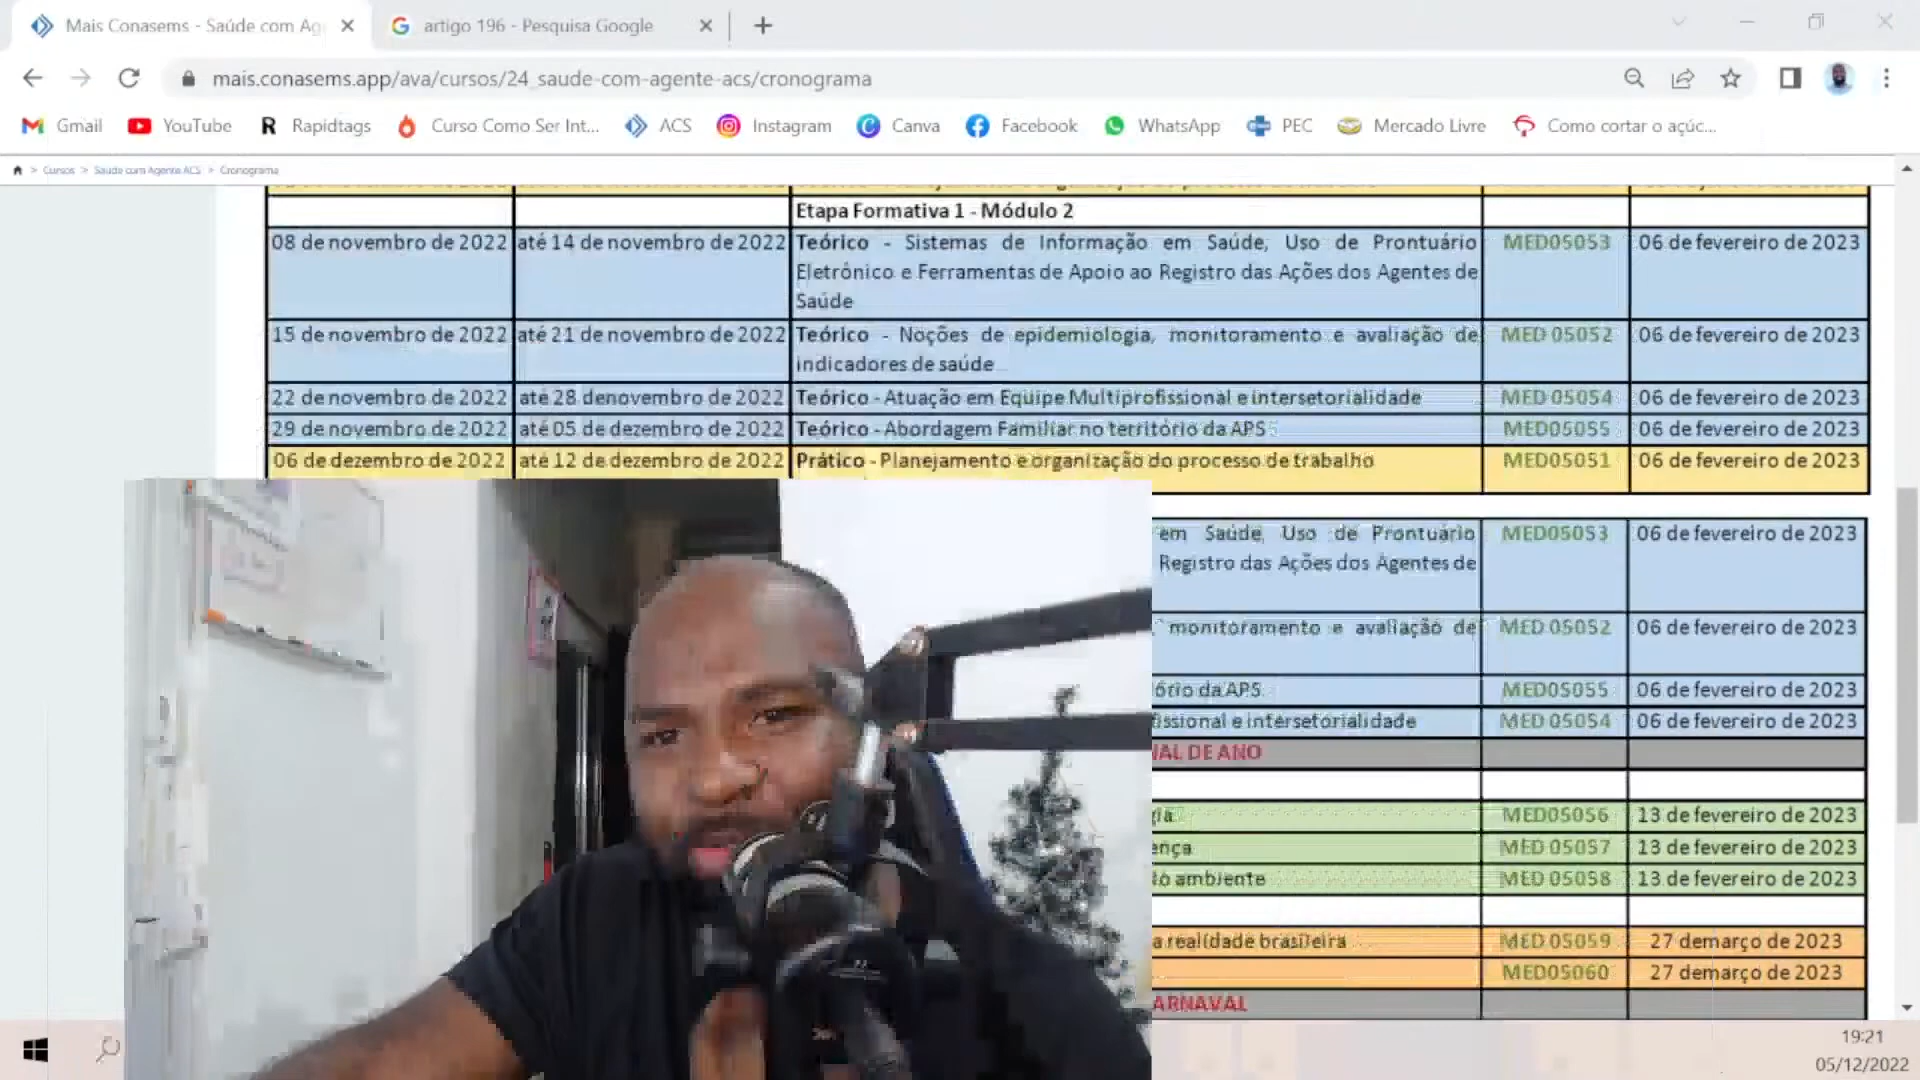 Mais Conasems - Saúde com Ag
artigo 196 - Pesquisa Google
mais.conasems.app/ava/cursos/24_saude-com-agente-acs/cronograma
Gmail YouTube Rapidtags Curso Como Ser Int... ACS Instagram Canva Facebook WhatsApp PEC Mercado Livre Como cortar o açúc...
> Cursos > Saude com Agente ACS > Cronograma
Etapa Formativa 1 - Módulo 2
08 de novembro de 2022 até 14 de novembro de 2022 Teórico - Sistemas de Informação em Saúde, Uso de Prontuário MED05053 06 de fevereiro de 2023
Eletrônico e Ferramentas de Apoio ao Registro das Ações dos Agentes de
Saúde
15 de novembro de 2022 até 21 de novembro de 2022 Teórico - Noções de epidemiologia, monitoramento e avaliação de MED 05052 06 de fevereiro de 2023
indicadores de saúde
22 de novembro de 2022 até 28 denovembro de 2022 Teórico - Atuação em Equipe Multiprofissional e intersetorialidade MED 05054 06 de fevereiro de 2023
29 de novembro de 2022 até 05 de dezembro de 2022 Teórico - Abordagem Familiar no território da APS MED05055 06 de fevereiro de 2023
06 de dezembro de 2022 até 12 de dezembro de 2022 Prático - Planejamento e organização do processo de trabalho MED05051 06 de fevereiro de 2023
em Saúde, Uso de Prontuário MED05053 06 de fevereiro de 2023
Registro das Ações dos Agentes de
monitoramento e avaliação de MED 05052 06 de fevereiro de 2023
ório da APS MED05055 06 de fevereiro de 2023
issional e intersetorialidade MED 05054 06 de fevereiro de 2023
NAL DE ANO
gia MED05056 13 de fevereiro de 2023
ença MED 05057 13 de fevereiro de 2023
o ambiente MED 05058 13 de fevereiro de 2023
a realidade brasileira MED 05059 27 demarço de 2023
MED05060 27 demarço de 2023
ARNAVAL
19:21
05/12/2022